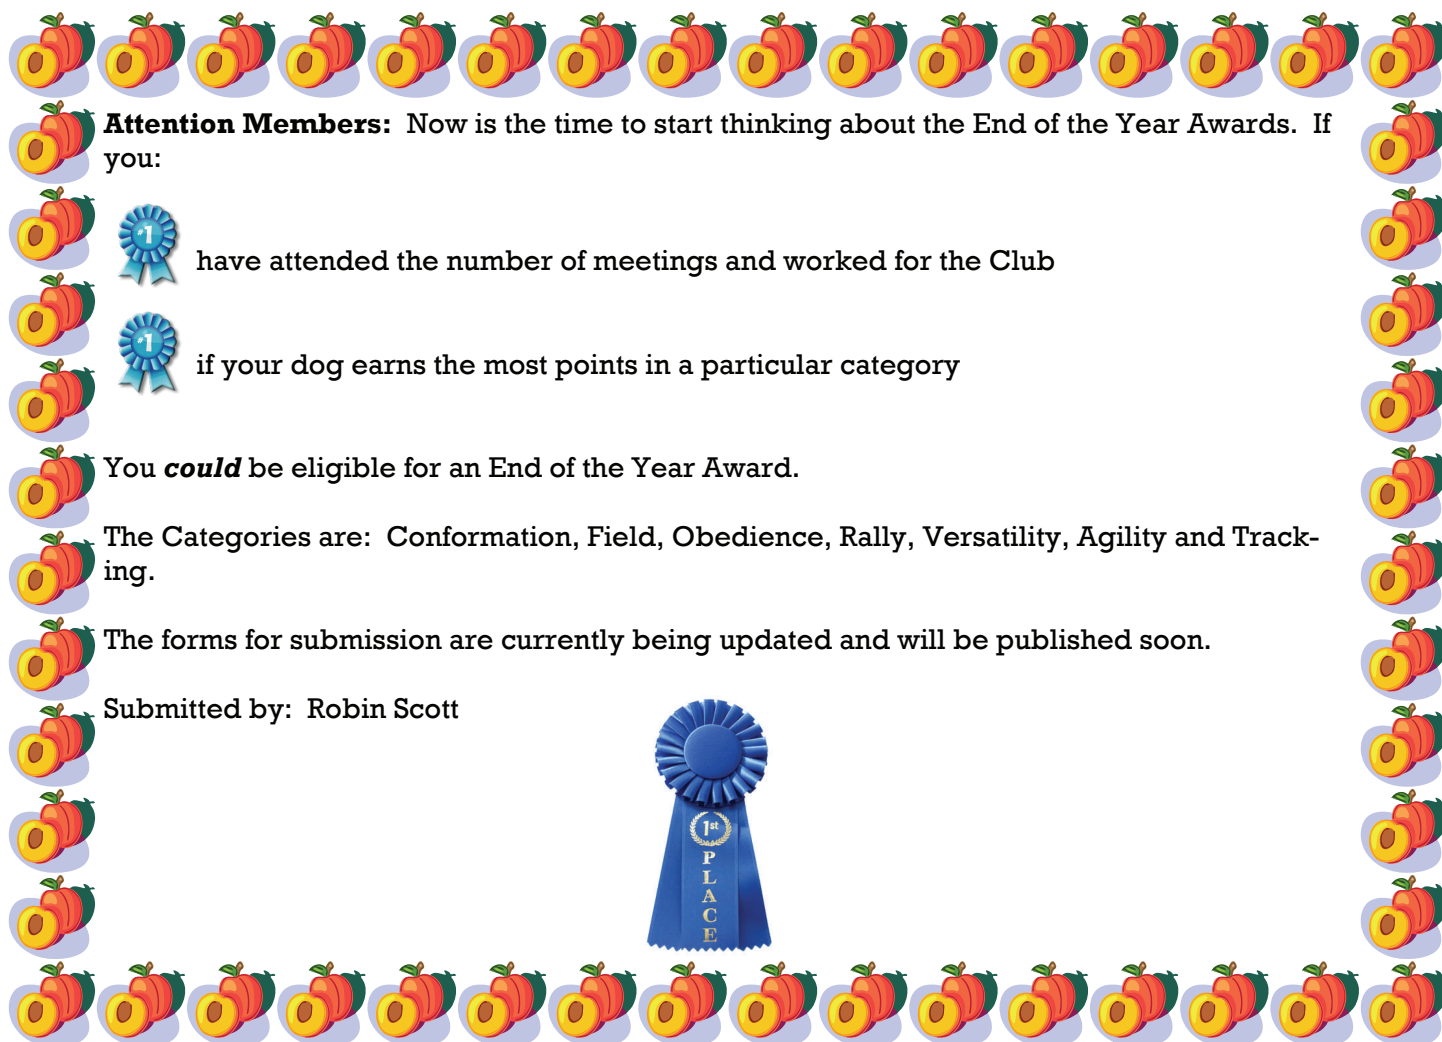 Attention Members:  Now is the time to start thinking about the End of the Year Awards.  If
you:
#1
have attended the number of meetings and worked for the Club
#1
if your dog earns the most points in a particular category
You could be eligible for an End of the Year Award.
The Categories are:  Conformation, Field, Obedience, Rally, Versatility, Agility and Track-
ing.
The forms for submission are currently being updated and will be published soon.
Submitted by:  Robin Scott
1st
PLACE